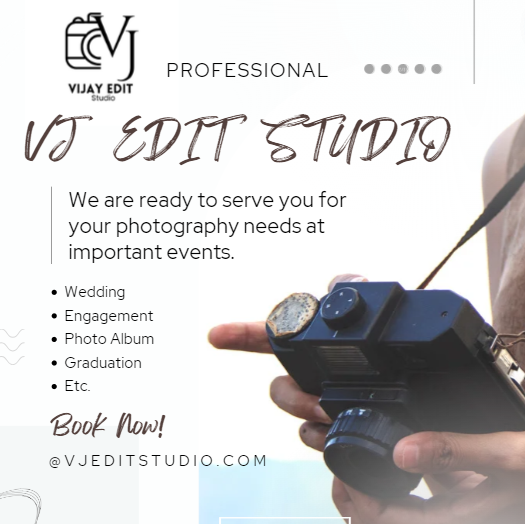 VJ
VIJAY EDIT
Studio
PROFESSIONAL
VJ EDIT STUDIO
We are ready to serve you for
your photography needs at
important events.
• Wedding
• Engagement
• Photo Album
• Graduation
• Etc.
Book Now!
@VJEDITSTUDIO.COM